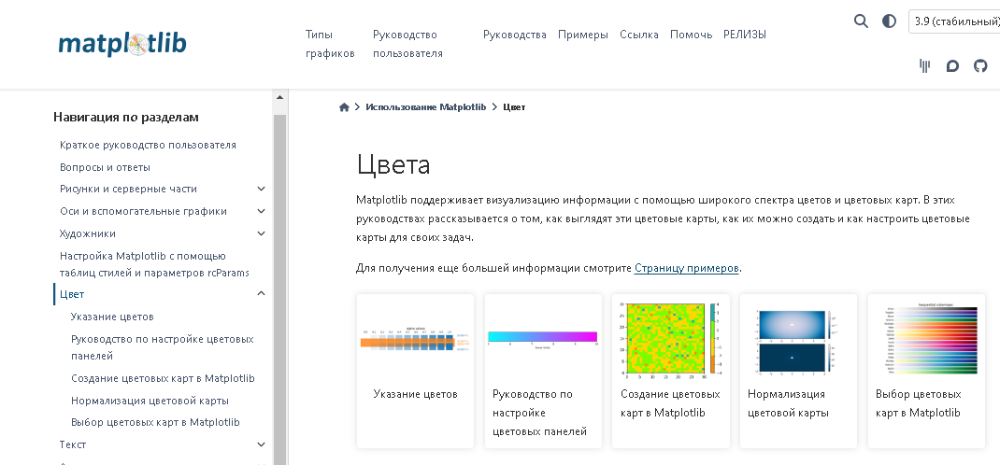 3.9 (стабильный)
matplotlib
Типы
графиков
Руководство
пользователя
Руководства
Примеры
Ссылка
Помочь
РЕЛИЗЫ
Навигация по разделам
Краткое руководство пользователя
Вопросы и ответы
Рисунки и серверные части
Оси и вспомогательные графики
Художники
Настройка Matplotlib с помощью
таблиц стилей и параметров rcParams
Цвет
Указание цветов
Руководство по настройке цветовых
панелей
Создание цветовых карт в Matplotlib
Нормализация цветовой карты
Выбор цветовых карт в Matplotlib
Текст
Использование Matplotlib
Цвет
Цвета
Matplotlib поддерживает визуализацию информации с помощью широкого спектра цветов и цветовых карт. В этих
руководствах рассказывается о том, как выглядят эти цветовые карты, как их можно создать и как настроить цветовые
карты для своих задач.
Для получения еще большей информации смотрите Страницу примеров.
alpha values
Указание цветов
Руководство по
настройке
цветовых панелей
Создание цветовых
карт в Matplotlib
Нормализация
цветовой карты
Sequential colormaps
Выбор цветовых
карт в Matplotlib